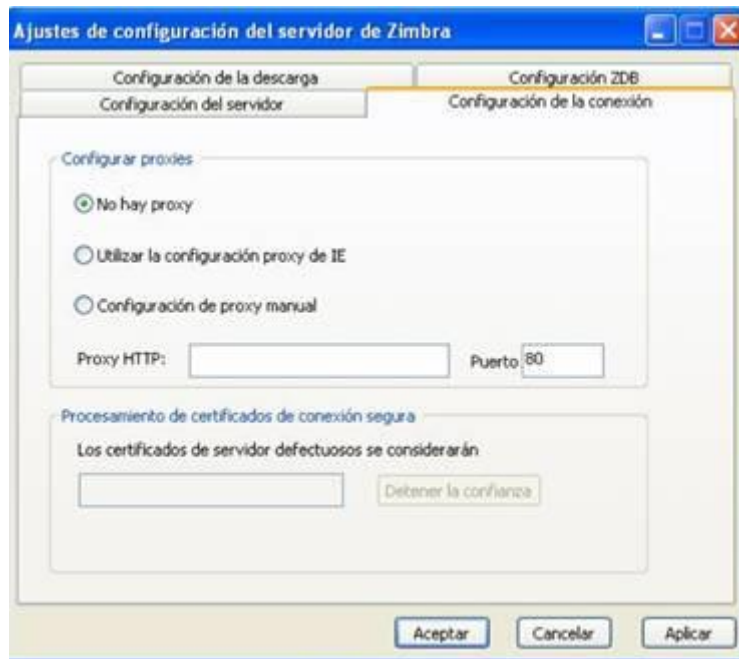 Ajustes de configuración del servidor de Zimbra
Configuración de la descarga
Configuración ZDB
Configuración del servidor
Configuración de la conexión
Configurar proxies
No hay proxy
Utilizar la configuración proxy de IE
Configuración de proxy manual
Proxy HTTP:
Puerto 80
Procesamiento de certificados de conexión segura
Los certificados de servidor defectuosos se considerarán
Detener la confianza
Aceptar
Cancelar
Aplicar